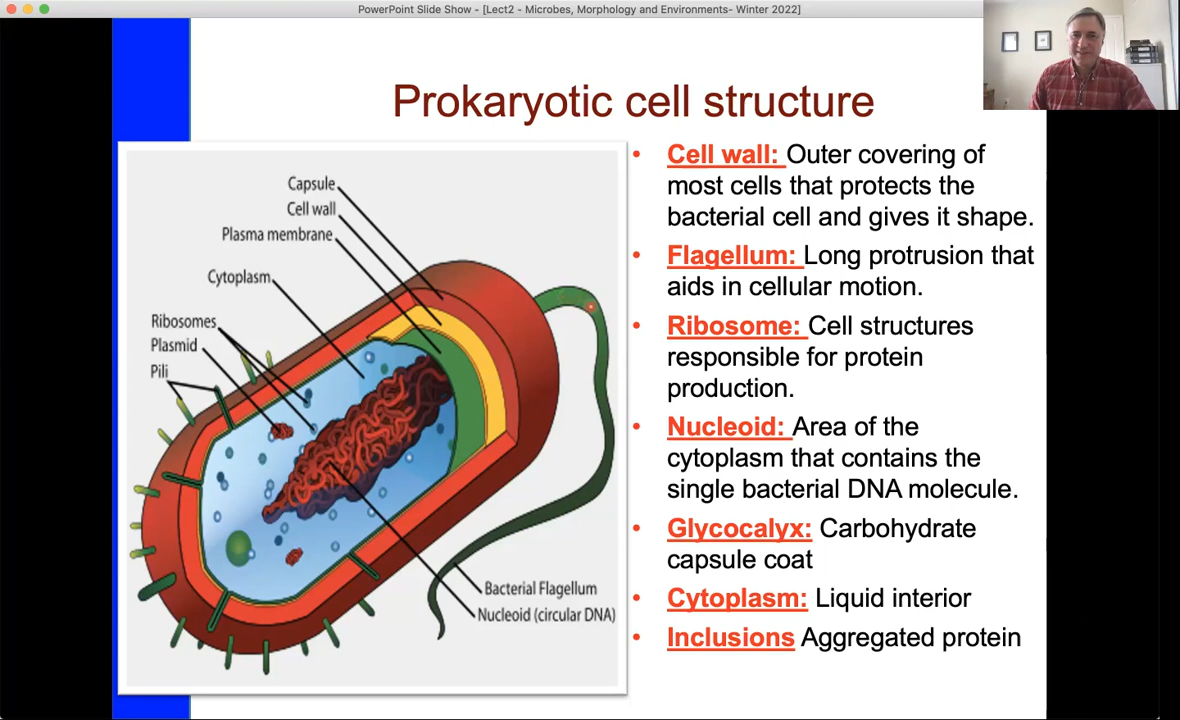 PowerPoint Slide Show - [Lect2 - Microbes, Morphology and Environments- Winter 2022]
Prokaryotic cell structure
Capsule
Cell wall
Plasma membrane
Cytoplasm
Ribosomes
Plasmid
Pili
Bacterial Flagellum
Nucleoid (circular DNA)
• Cell wall: Outer covering of
most cells that protects the
bacterial cell and gives it shape.
• Flagellum: Long protrusion that
aids in cellular motion.
• Ribosome: Cell structures
responsible for protein
production.
• Nucleoid: Area of the
cytoplasm that contains the
single bacterial DNA molecule.
• Glycocalyx: Carbohydrate
capsule coat
• Cytoplasm: Liquid interior
• Inclusions Aggregated protein